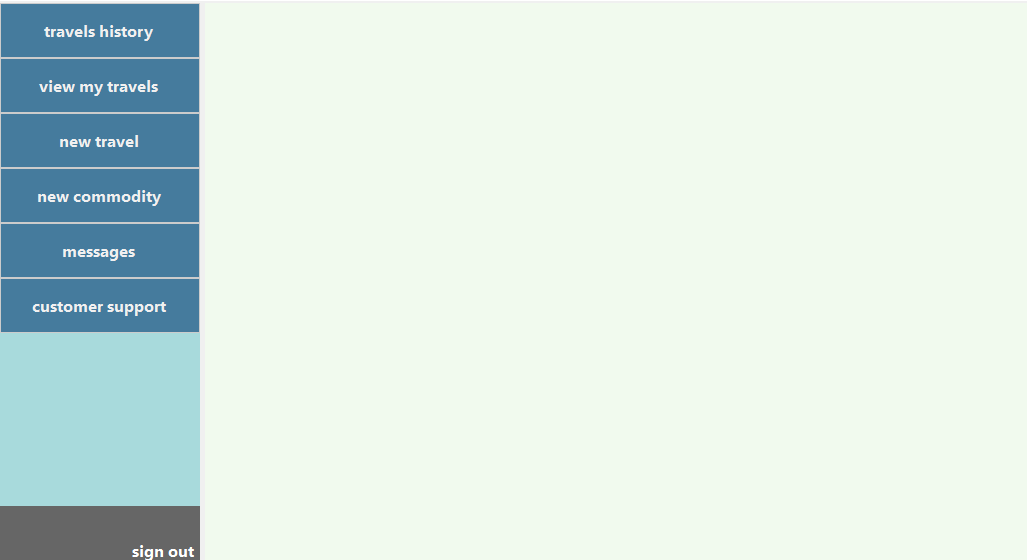 travels history
view my travels
new travel
new commodity
messages
customer support
sign out